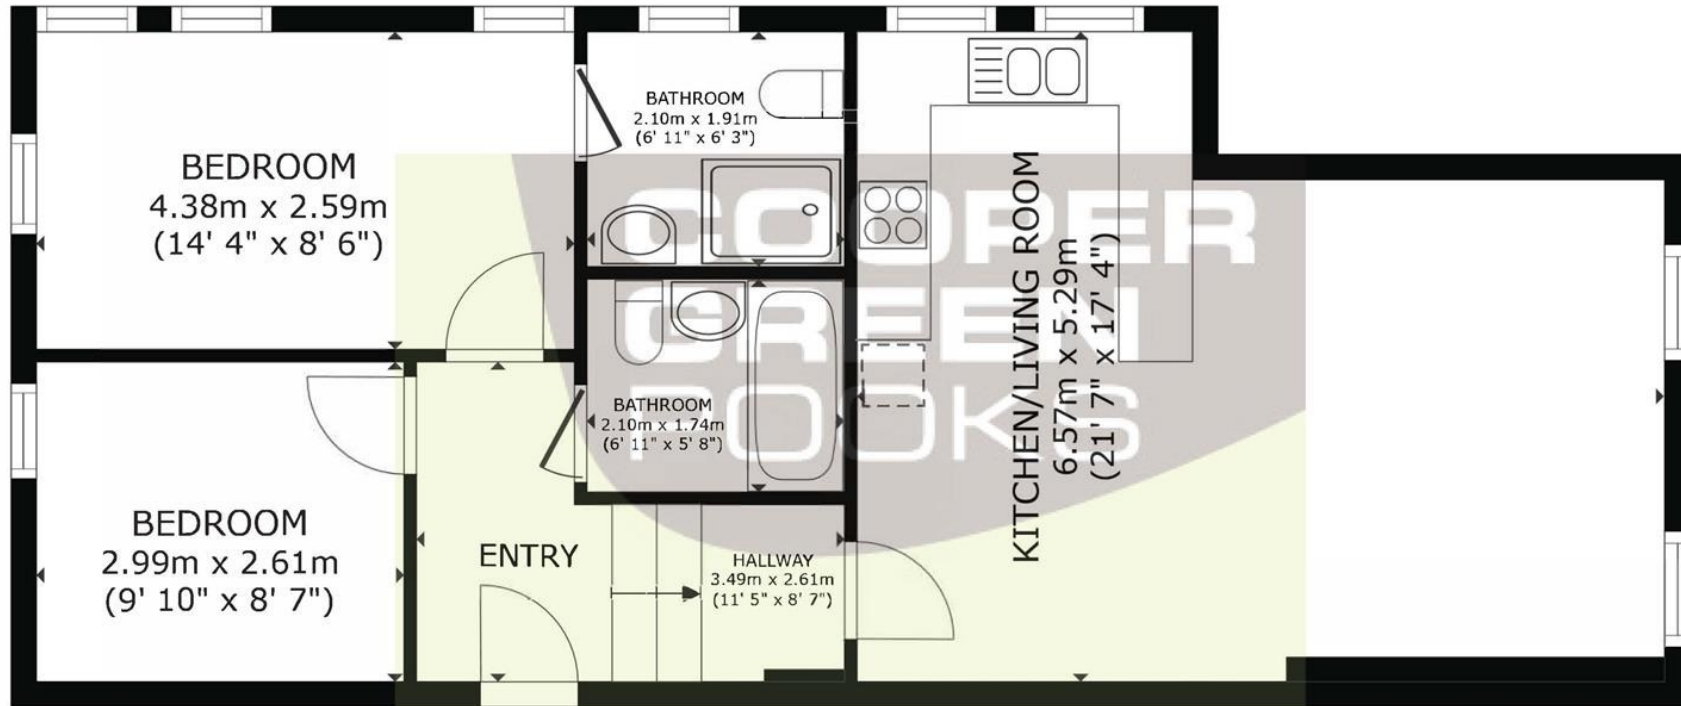 BEDROOM
4.38m x 2.59m
(14' 4" x 8' 6")
BATHROOM
2.10m x 1.91m
(6' 11" x 6' 3")
COOPER
GREEN
POOKS
BATHROOM
2.10m x 1.74m
(6' 11" x 5' 8")
KITCHEN/LIVING ROOM
6.57m x 5.29m
(21' 7" x 17' 4")
BEDROOM
2.99m x 2.61m
(9' 10" x 8' 7")
ENTRY
HALLWAY
3.49m x 2.61m
(11' 5" x 8' 7")